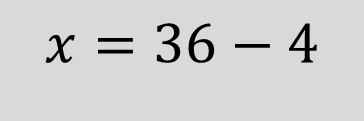 x = 36 − 4